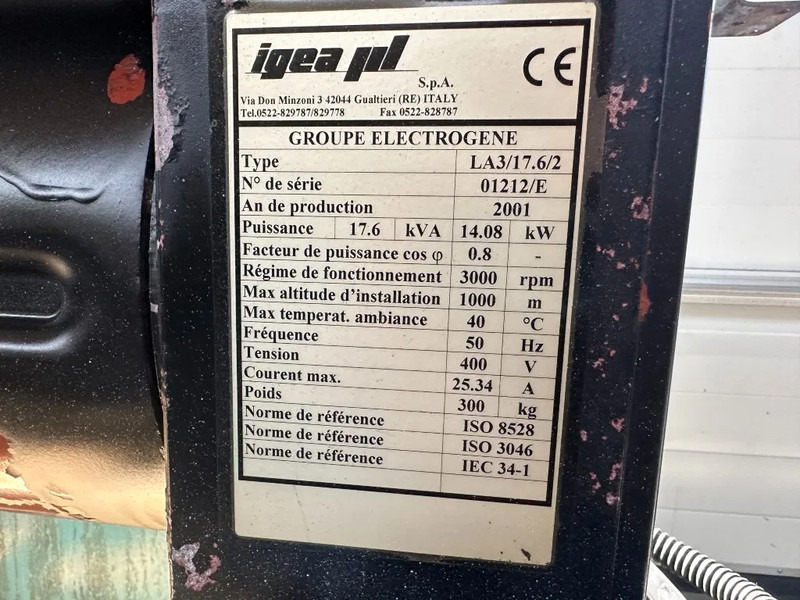 igea pl
S.p.A.
CE
Via Don Minzoni 3 42044 Gualtieri (RE) ITALY
Tel.0522-829787/829778 Fax 0522-828787
GROUPE ELECTROGENE
Type LA3/17.6/2
N° de série 01212/E
An de production 2001
Puissance 17.6 kVA 14.08 kW
Facteur de puissance cos φ 0.8 -
Régime de fonctionnement 3000 rpm
Max altitude d'installation 1000 m
Max temperat. ambiance 40 °C
Fréquence 50 Hz
Tension 400 V
Courent max. 25.34 A
Poids 300 kg
Norme de référence ISO 8528
Norme de référence ISO 3046
Norme de référence IEC 34-1